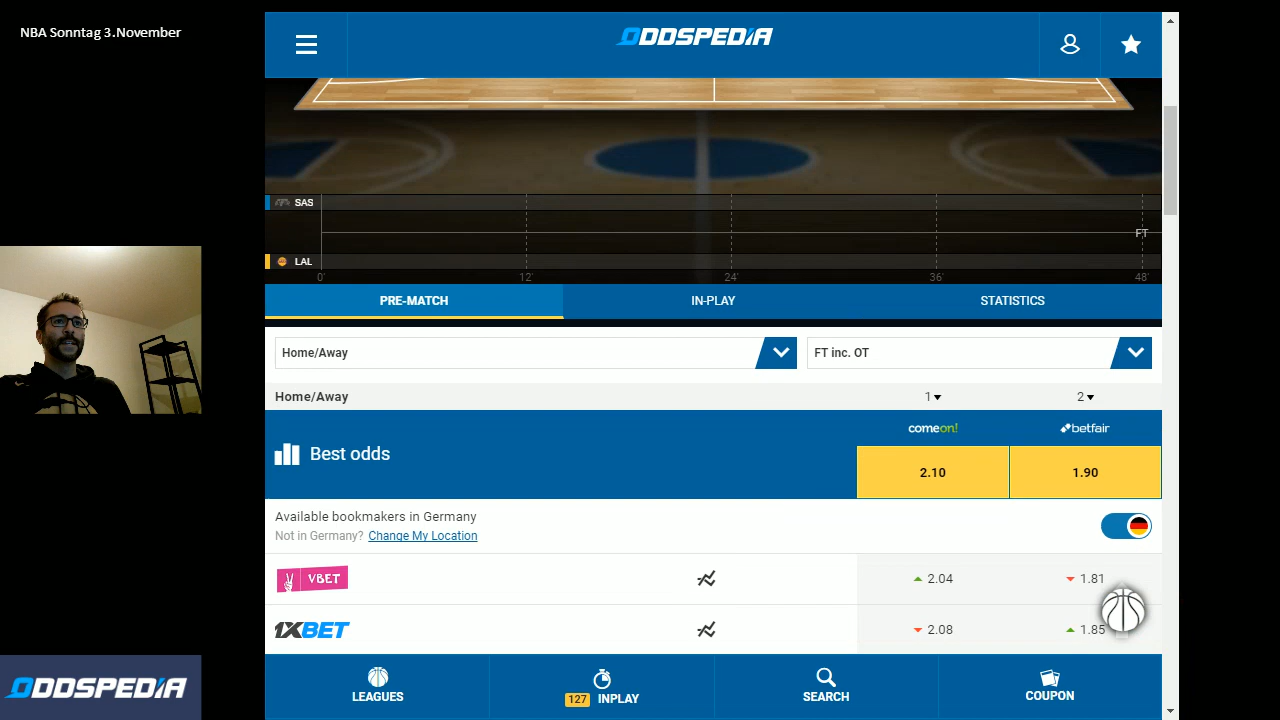 NBA Sonntag 3.November
ODDSPEDIA
SAS
FT
LAL
0' 12' 24' 36' 48'
PRE-MATCH IN-PLAY STATISTICS
Home/Away FT inc. OT
Home/Away 1 2
comeon! betfair
Best odds 2.10 1.90
Available bookmakers in Germany
Not in Germany? Change My Location
VBET 2.04 1.81
1XBET 2.08 1.85
LEAGUES 127 INPLAY SEARCH COUPON
ODDSPEDIA